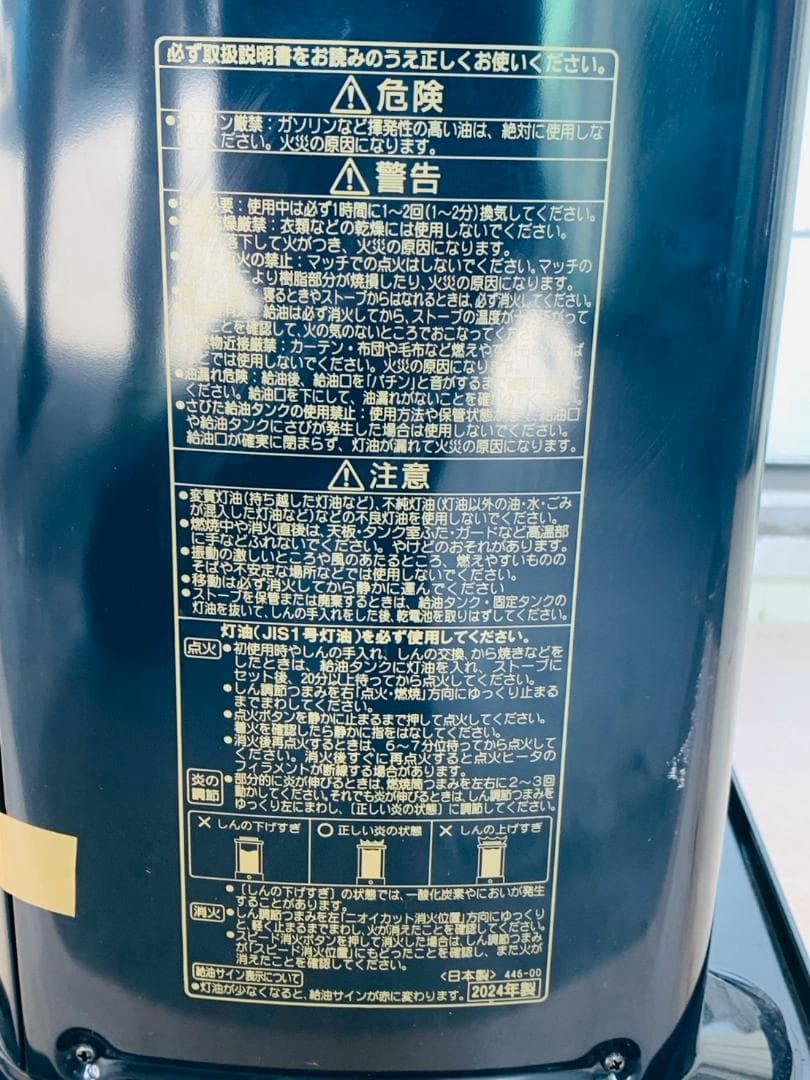 必ず取扱説明書をお読みのうえ正しくお使いください。
危険
厳禁：ガソリンなど揮発性の高い油は、絶対に使用しな
ください。火災の原因になります。
警告
必要：使用中は必ず1時間に1～2回(1～2分)換気してください。
燥厳禁：衣類などの乾燥には使用しないでください。
落下して火がつき、火災の原因になります。
火の禁止：マッチでの点火はしないでください。マッチの
より樹脂部分が焼損したり、火災の原因になります。
寝るときやストーブからはなれるときは、必ず消火してください。
給油は必ず消火してから、ストーブの温度が
ことを確認して、火の気のないところでおこなって
物近接厳禁：カーテン・布団や毛布など燃えや
では使用しないでください。火災の原因に
●油漏れ危険：給油後、給油口を「パチン」と音がするま
ください。給油口を下にして、油漏れがないことを
●さびた給油タンクの使用禁止：使用方法や保管状態 給油口
や給油タンクにさびが発生した場合は使用しないでください。
給油口が確実に閉まらず、灯油が漏れて火災の原因になります。
注意
●変質灯油(持ち越した灯油など)、不純灯油(灯油以外の油・水・ごみ
が混入した灯油など)などの不良灯油を使用しないでください。
●燃焼中や消火直後は、天板・タンク室ふた・ガードなど高温部
に手などふれないでください。やけどのおそれがあります。
●振動の激しいところや風のあたるところ、燃えやすいものの
そばや不安定な場所などでは使用しないでください。
●移動は必ず消火してから静かに運んでください
●ストーブを保管または廃棄するときは、給油タンク・固定タンクの
灯油を抜いて、しんの手入れをした後、乾電池を取りはずしてください。
灯油(JIS1号灯油)を必ず使用してください。
点火 ●初使用時やしんの手入れ、しんの交換、から焼きなどを
したときは、給油タンクに灯油を入れ、ストーブに
セット後、20分以上待ってから点火してください。
●しん調節つまみを右「点火・燃焼」方向にゆっくり止まる
までまわしてください。
●点火ボタンを静かに止まるまで押して点火してください。
着火を確認したら静かに指をはなしてください。
●消火後再点火するときは、6～7分位待ってから点火して
ください。消火後すぐに再点火すると点火ヒータの
フィラメントが断線する場合があります。
炎の調節 ●部分的に炎が伸びるときは、燃焼筒つまみを左右に2～3回
動かしてください。それでも炎が伸びるときは、しん調節つまみを
ゆっくり左にまわし、〔正しい炎の状態〕に調節してください。
×しんの下げすぎ ○正しい炎の状態 ×しんの上げすぎ
●〔しんの下げすぎ〕の状態では、一酸化炭素やにおいが発生
することがあります。
消火 ●しん調節つまみを左「ニオイカット消火位置」方向にゆっくり
と、軽く止まるまでまわし、火が消えたことを確認してください。
●スピード消火ボタンを押して消火した場合は、しん調節つまみ
が「スピード消火位置」にもどったことを確認し、また火が
消えたことを確認してください。
給油サイン表示について 〈日本製〉 446-00
●灯油が少なくなると、給油サインが赤に変わります。 2024年製